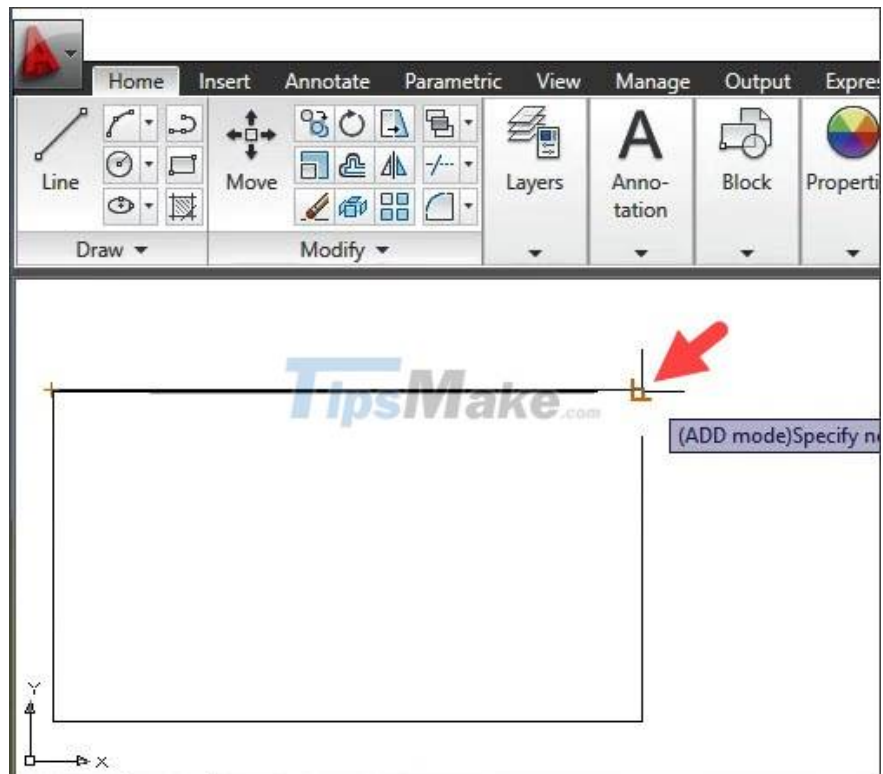 Home Insert Annotate Parametric View Manage Output Expres
Line Move Layers Anno-
tation Block Properti
Draw Modify
TipsMake.com
(ADD mode)Specify ne
Y
X